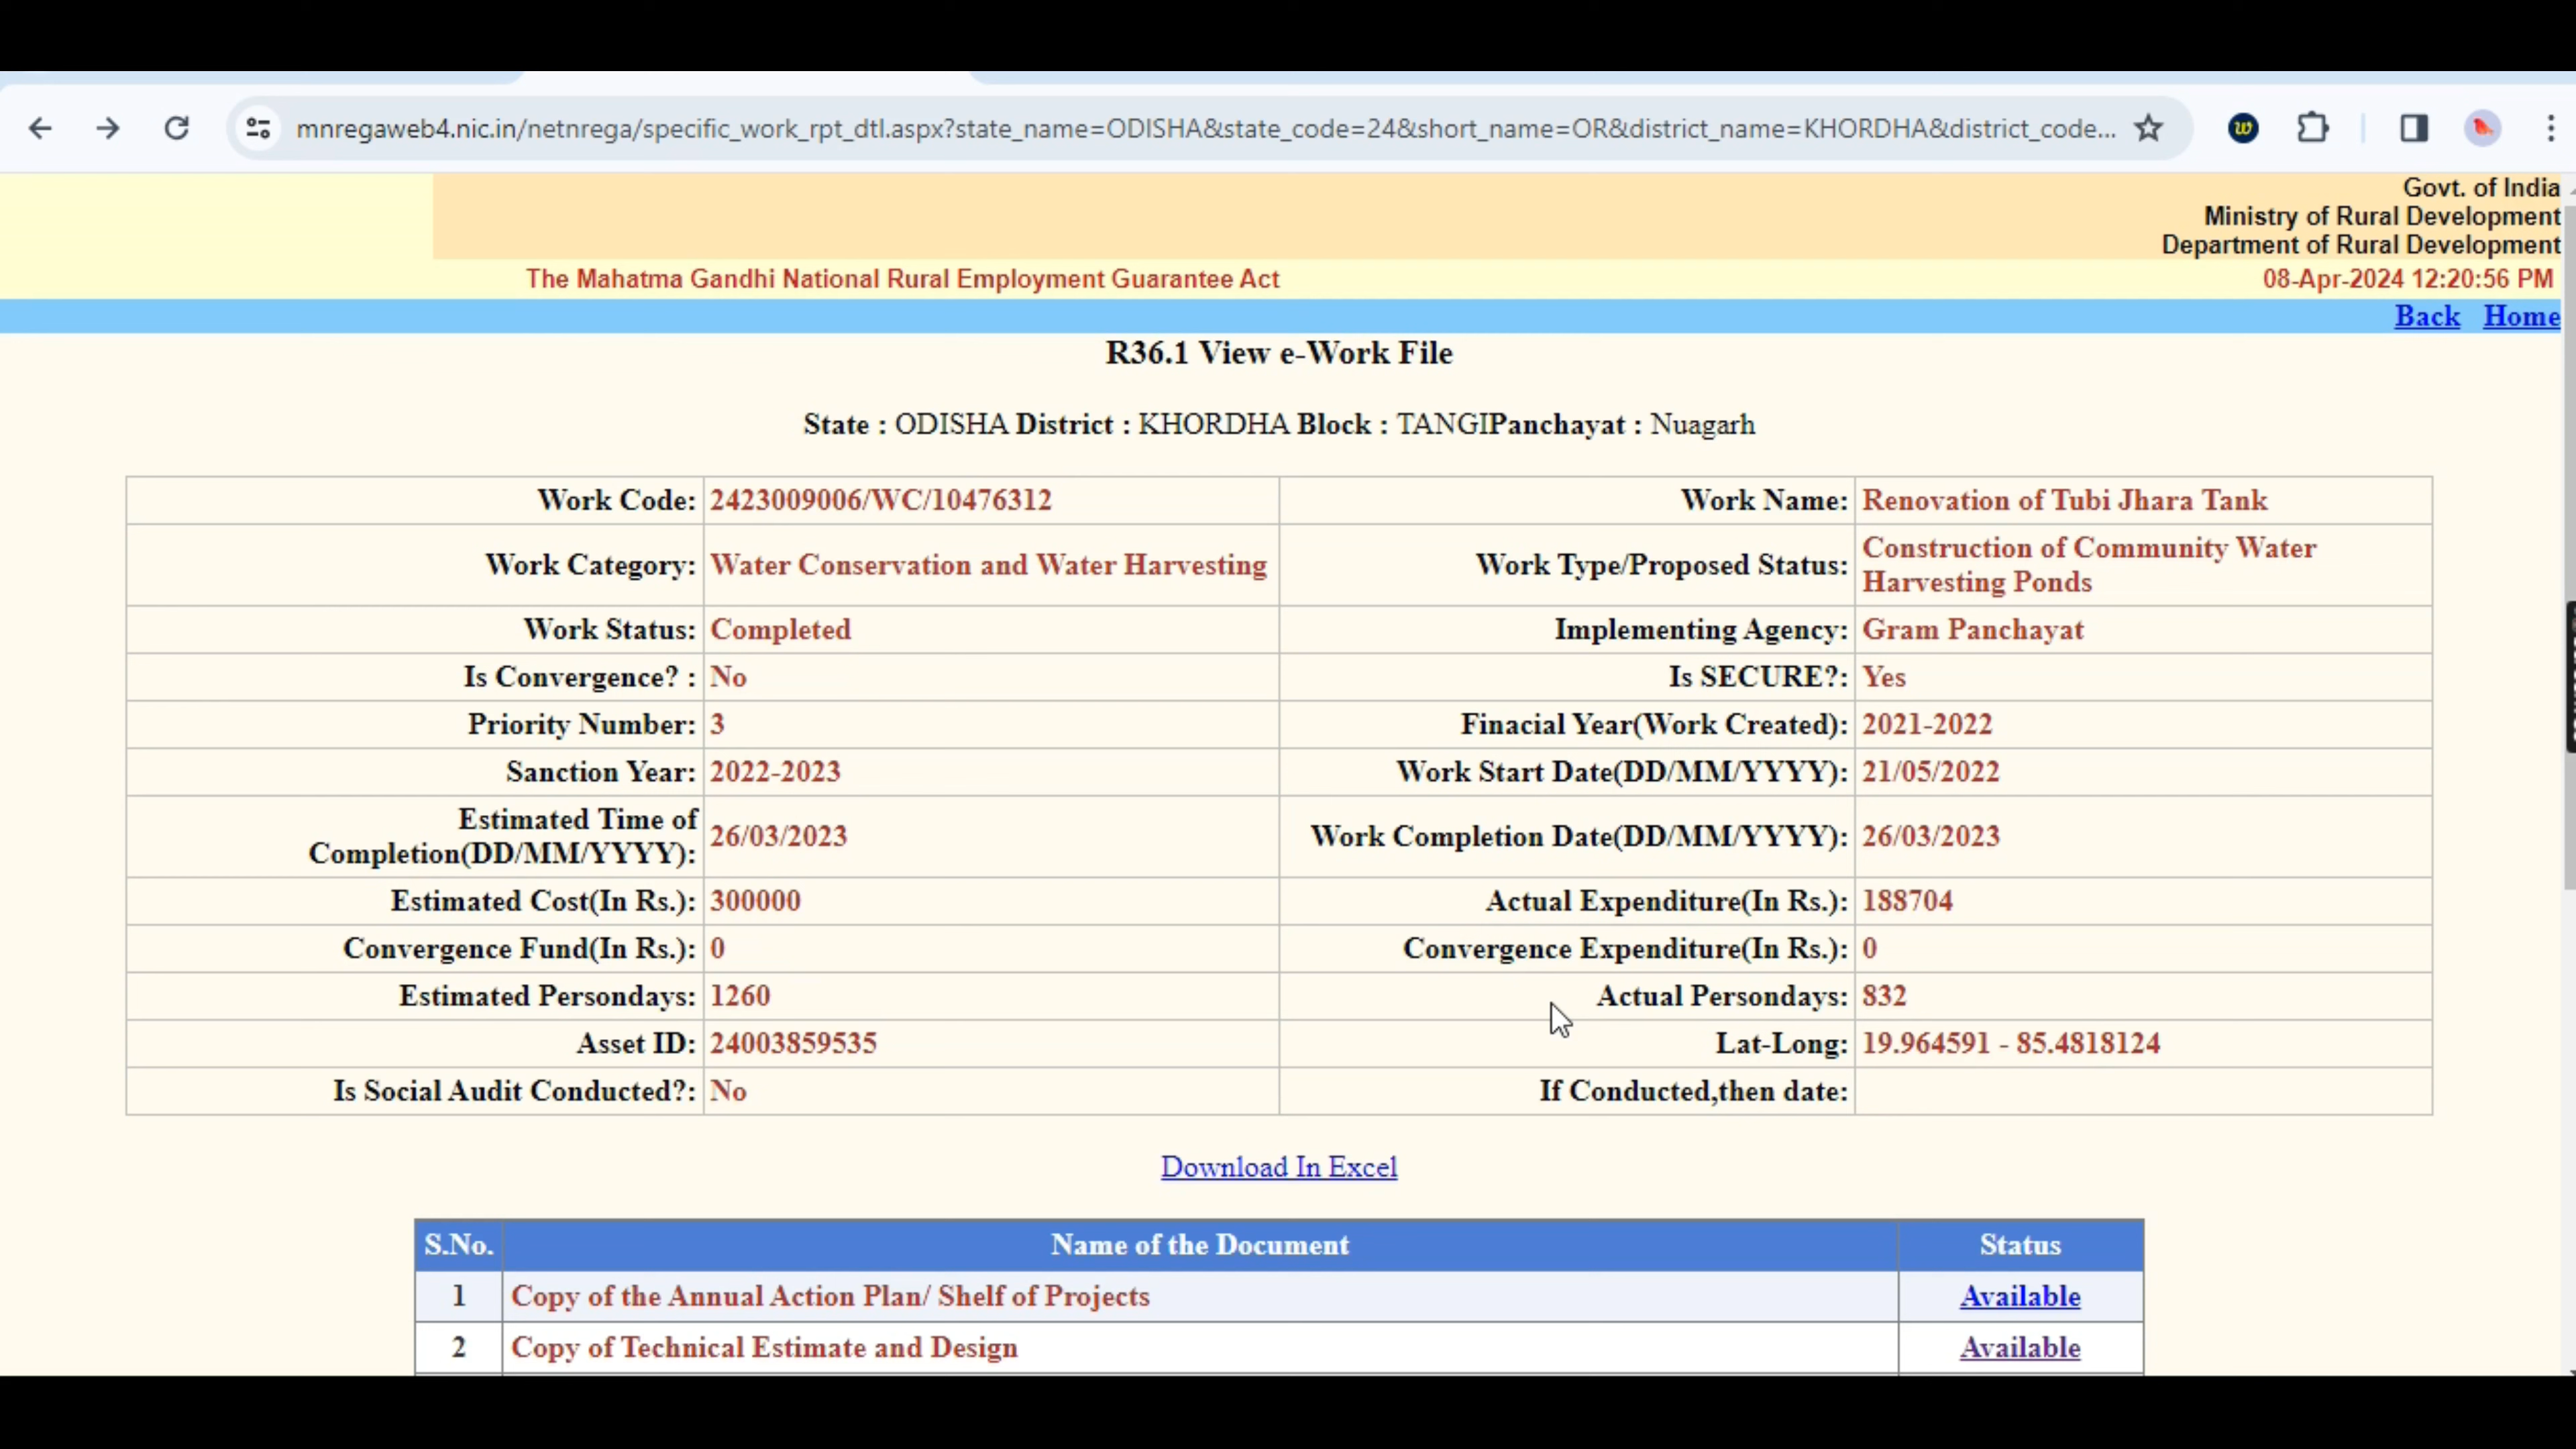 mnregaweb4.nic.in/netnrega/specific_work_rpt_dtl.aspx?state_name=ODISHA&state_code=24&short_name=OR&district_name=KHORDHA&district_code...
Govt. of India
Ministry of Rural Development
Department of Rural Development
The Mahatma Gandhi National Rural Employment Guarantee Act 08-Apr-2024 12:20:56 PM
Back Home
R36.1 View e-Work File
State : ODISHA District : KHORDHA Block : TANGIPanchayat : Nuagarh
Work Code: 2423009006/WC/10476312 Work Name: Renovation of Tubi Jhara Tank
Work Category: Water Conservation and Water Harvesting Work Type/Proposed Status: Construction of Community Water
Harvesting Ponds
Work Status: Completed Implementing Agency: Gram Panchayat
Is Convergence? : No Is SECURE?: Yes
Priority Number: 3 Finacial Year(Work Created): 2021-2022
Sanction Year: 2022-2023 Work Start Date(DD/MM/YYYY): 21/05/2022
Estimated Time of
Completion(DD/MM/YYYY): 26/03/2023 Work Completion Date(DD/MM/YYYY): 26/03/2023
Estimated Cost(In Rs.): 300000 Actual Expenditure(In Rs.): 188704
Convergence Fund(In Rs.): 0 Convergence Expenditure(In Rs.): 0
Estimated Persondays: 1260 Actual Persondays: 832
Asset ID: 24003859535 Lat-Long: 19.964591 - 85.4818124
Is Social Audit Conducted?: No If Conducted,then date:
Download In Excel
S.No. Name of the Document Status
1 Copy of the Annual Action Plan/ Shelf of Projects Available
2 Copy of Technical Estimate and Design Available